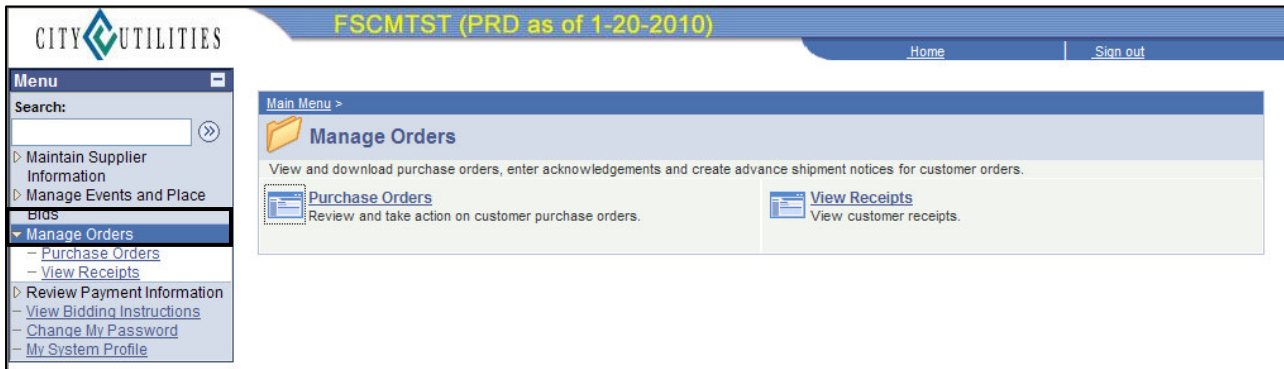 CITY UTILITIES
FSCMTST (PRD as of 1-20-2010)
Home
Sign out
Menu
Search:
Maintain Supplier
Information
Manage Events and Place
Bids
Manage Orders
Purchase Orders
View Receipts
Review Payment Information
View Bidding Instructions
Change My Password
My System Profile
Main Menu >
Manage Orders
View and download purchase orders, enter acknowledgements and create advance shipment notices for customer orders.
Purchase Orders
Review and take action on customer purchase orders.
View Receipts
View customer receipts.